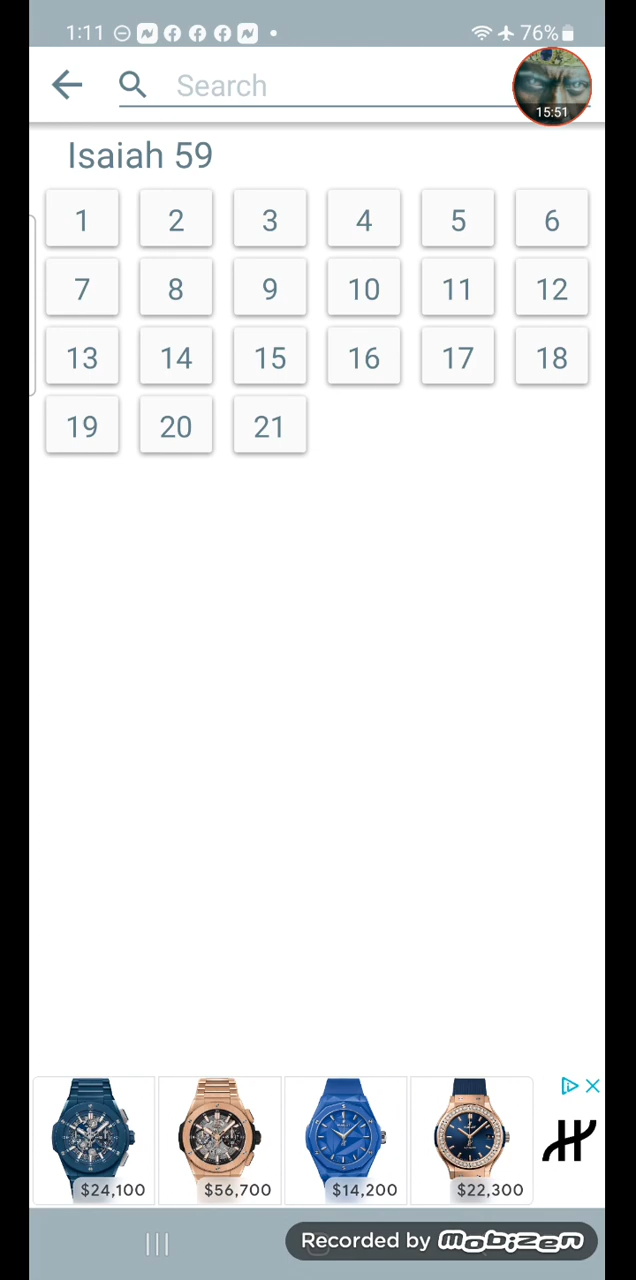 1:11 76%
Search
15:51
Isaiah 59
1 2 3 4 5 6
7 8 9 10 11 12
13 14 15 16 17 18
19 20 21
$24,100 $56,700 $14,200 $22,300
Recorded by mobizen